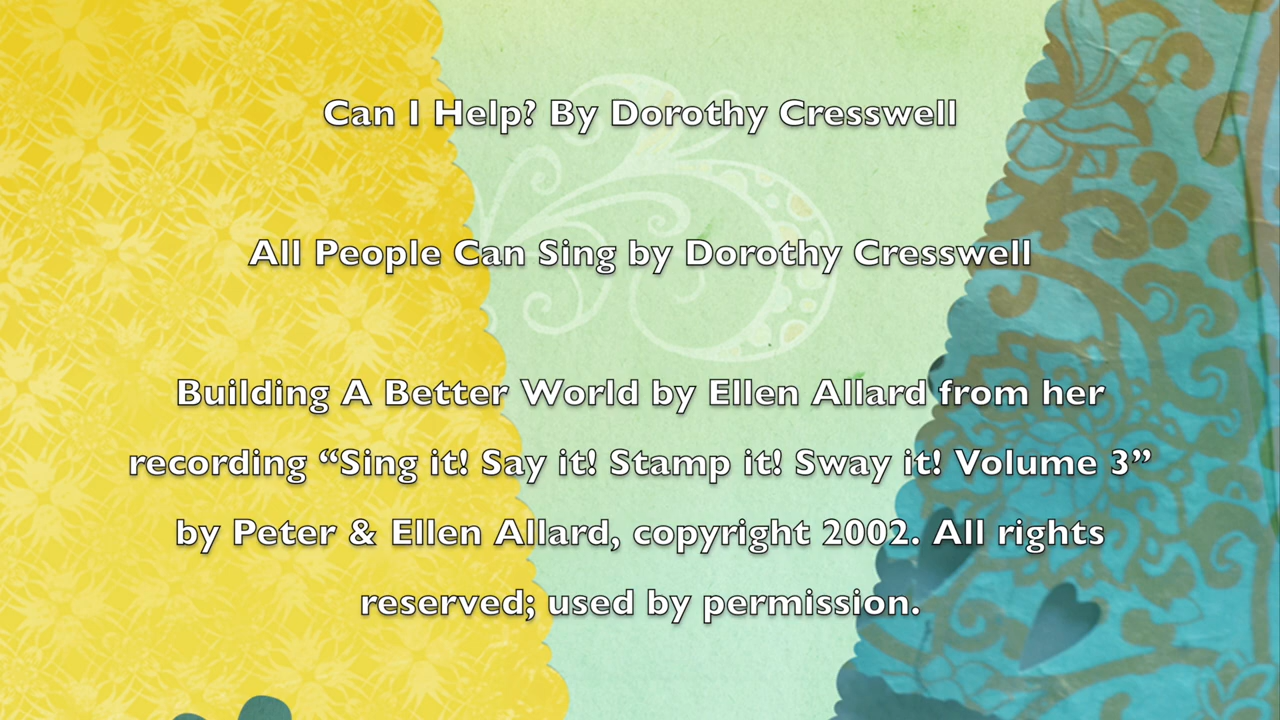 Can I Help? By Dorothy Cresswell
All People Can Sing by Dorothy Cresswell
Building A Better World by Ellen Allard from her
recording “Sing it! Say it! Stamp it! Sway it! Volume 3”
by Peter & Ellen Allard, copyright 2002. All rights
reserved; used by permission.